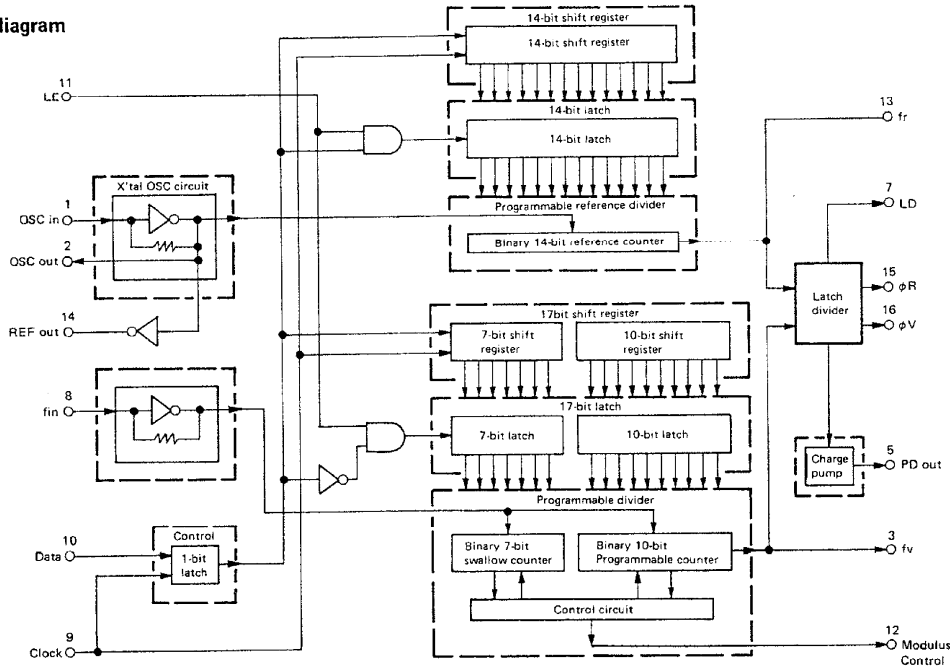 diagram
14-bit shift register
14-bit shift register
11
LE
14-bit latch
14-bit latch
13
fr
X'tal OSC circuit
1
OSC in
2
OSC out
14
REF out
Programmable reference divider
Binary 14-bit reference counter
7
LD
Latch
divider
15
φR
16
φV
17bit shift register
7-bit shift
register
10-bit shift
register
8
fin
17-bit latch
7-bit latch
10-bit latch
Charge
pump
5
PD out
Programmable divider
Binary 7-bit
swallow counter
Binary 10-bit
Programmable counter
3
fv
10
Data
Control
1-bit
latch
Control circuit
9
Clock
12
Modulus
Control